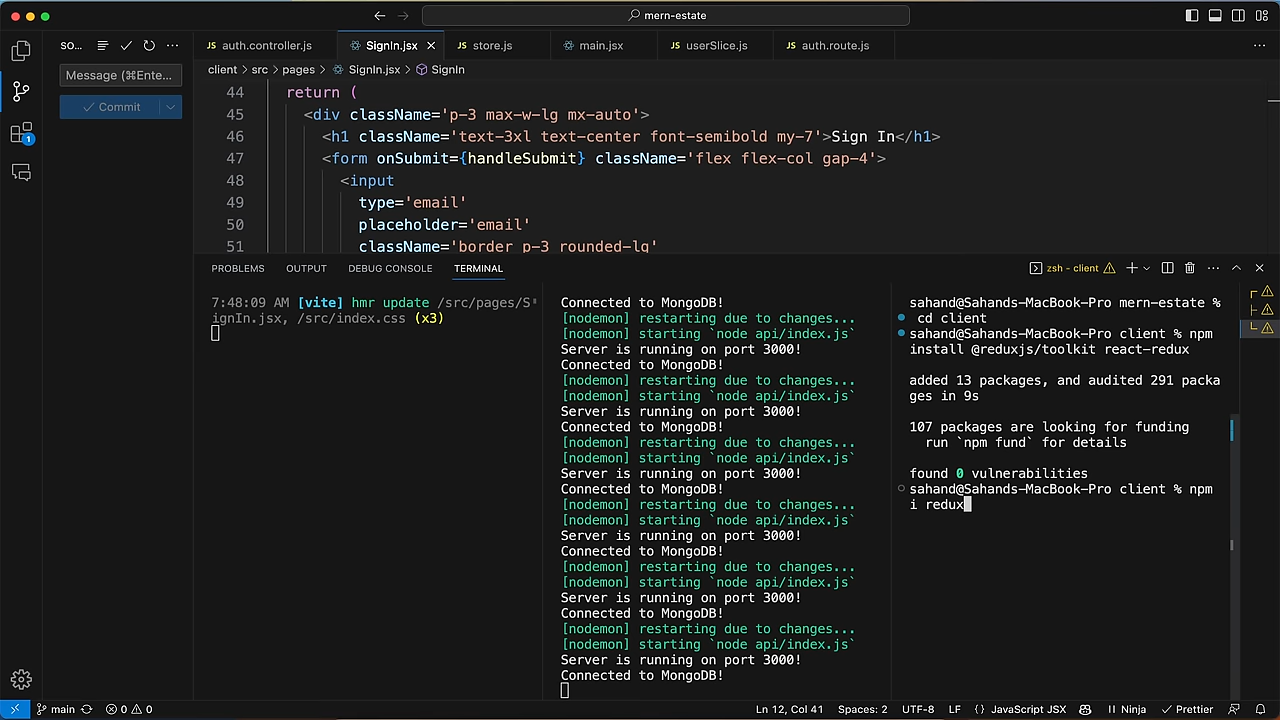 mern-estate
SO...
Message (⌘Ente...
Commit
1
JS auth.controller.js
SignIn.jsx
JS store.js
main.jsx
JS userSlice.js
JS auth.route.js
client > src > pages > SignIn.jsx > SignIn
44 return (
45 <div className='p-3 max-w-lg mx-auto'>
46 <h1 className='text-3xl text-center font-semibold my-7'>Sign In</h1>
47 <form onSubmit={handleSubmit} className='flex flex-col gap-4'>
48 <input
49 type='email'
50 placeholder='email'
51 className='border p-3 rounded-lg'
PROBLEMS OUTPUT DEBUG CONSOLE TERMINAL
zsh - client
7:48:09 AM [vite] hmr update /src/pages/S
ignIn.jsx, /src/index.css (x3)
Connected to MongoDB!
[nodemon] restarting due to changes...
[nodemon] starting `node api/index.js`
Server is running on port 3000!
Connected to MongoDB!
[nodemon] restarting due to changes...
[nodemon] starting `node api/index.js`
Server is running on port 3000!
Connected to MongoDB!
[nodemon] restarting due to changes...
[nodemon] starting `node api/index.js`
Server is running on port 3000!
Connected to MongoDB!
[nodemon] restarting due to changes...
[nodemon] starting `node api/index.js`
Server is running on port 3000!
Connected to MongoDB!
[nodemon] restarting due to changes...
[nodemon] starting `node api/index.js`
Server is running on port 3000!
Connected to MongoDB!
[nodemon] restarting due to changes...
[nodemon] starting `node api/index.js`
Server is running on port 3000!
Connected to MongoDB!
sahand@Sahands-MacBook-Pro mern-estate %
cd client
sahand@Sahands-MacBook-Pro client % npm
install @reduxjs/toolkit react-redux
added 13 packages, and audited 291 packa
ges in 9s
107 packages are looking for funding
run `npm fund` for details
found 0 vulnerabilities
sahand@Sahands-MacBook-Pro client % npm
i redux
main
0 0
Ln 12, Col 41
Spaces: 2
UTF-8
LF
{} JavaScript JSX
Ninja
Prettier